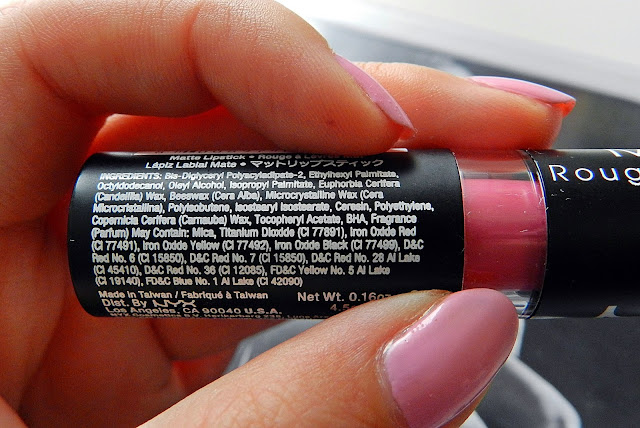 Matte Lipstick • Rouge à
Lápiz Labial Mate • マットリップスティック
INGREDIENTS: Bis-Diglyceryl Polyacyladipate-2, Ethylhexyl Palmitate,
Octyldodecanol, Oleyl Alcohol, Isopropyl Palmitate, Euphorbia Cerifera
(Candelilla) Wax, Beeswax (Cera Alba), Microcrystalline Wax (Cera
Microcristallina), Polyisobutene, Isostearyl Isostearate, Ceresin, Polyethylene,
Copernicia Cerifera (Carnauba) Wax, Tocopheryl Acetate, BHA, Fragrance
(Parfum) May Contain: Mica, Titanium Dioxide (CI 77891), Iron Oxide Red
(CI 77491), Iron Oxide Yellow (CI 77492), Iron Oxide Black (CI 77499), D&C
Red No. 6 (CI 15850), D&C Red No. 7 (CI 15850), D&C Red No. 28 Al Lake
(CI 45410), D&C Red No. 36 (CI 12085), FD&C Yellow No. 5 Al Lake
(CI 19140), FD&C Blue No. 1 Al Lake (CI 42090)
Made in Taiwan / Fabriqué à Taiwan
Dist. By NYX
Los Angeles, CA 90040 USA.
NYX Cosmetics B.V.
Net Wt. 0.16oz
Roug